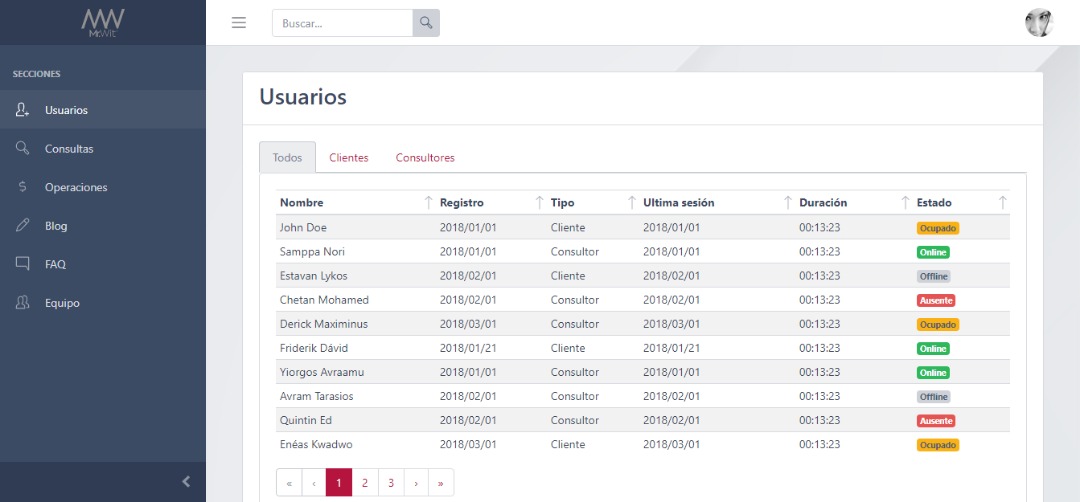 Mr.Wit
Buscar...
SECCIONES
Usuarios
Consultas
Operaciones
Blog
FAQ
Equipo
Usuarios
Todos Clientes Consultores
Nombre Registro Tipo Ultima sesión Duración Estado
John Doe 2018/01/01 Cliente 2018/01/01 00:13:23 Ocupado
Samppa Nori 2018/01/01 Consultor 2018/01/01 00:13:23 Online
Estavan Lykos 2018/02/01 Cliente 2018/02/01 00:13:23 Offline
Chetan Mohamed 2018/02/01 Consultor 2018/02/01 00:13:23 Ausente
Derick Maximinus 2018/03/01 Consultor 2018/03/01 00:13:23 Ocupado
Friderik Dávid 2018/01/21 Cliente 2018/01/21 00:13:23 Online
Yiorgos Avraamu 2018/01/01 Consultor 2018/01/01 00:13:23 Online
Avram Tarasios 2018/02/01 Consultor 2018/02/01 00:13:23 Offline
Quintin Ed 2018/02/01 Consultor 2018/02/01 00:13:23 Ausente
Enéas Kwadwo 2018/03/01 Cliente 2018/03/01 00:13:23 Ocupado
« ‹ 1 2 3 › »